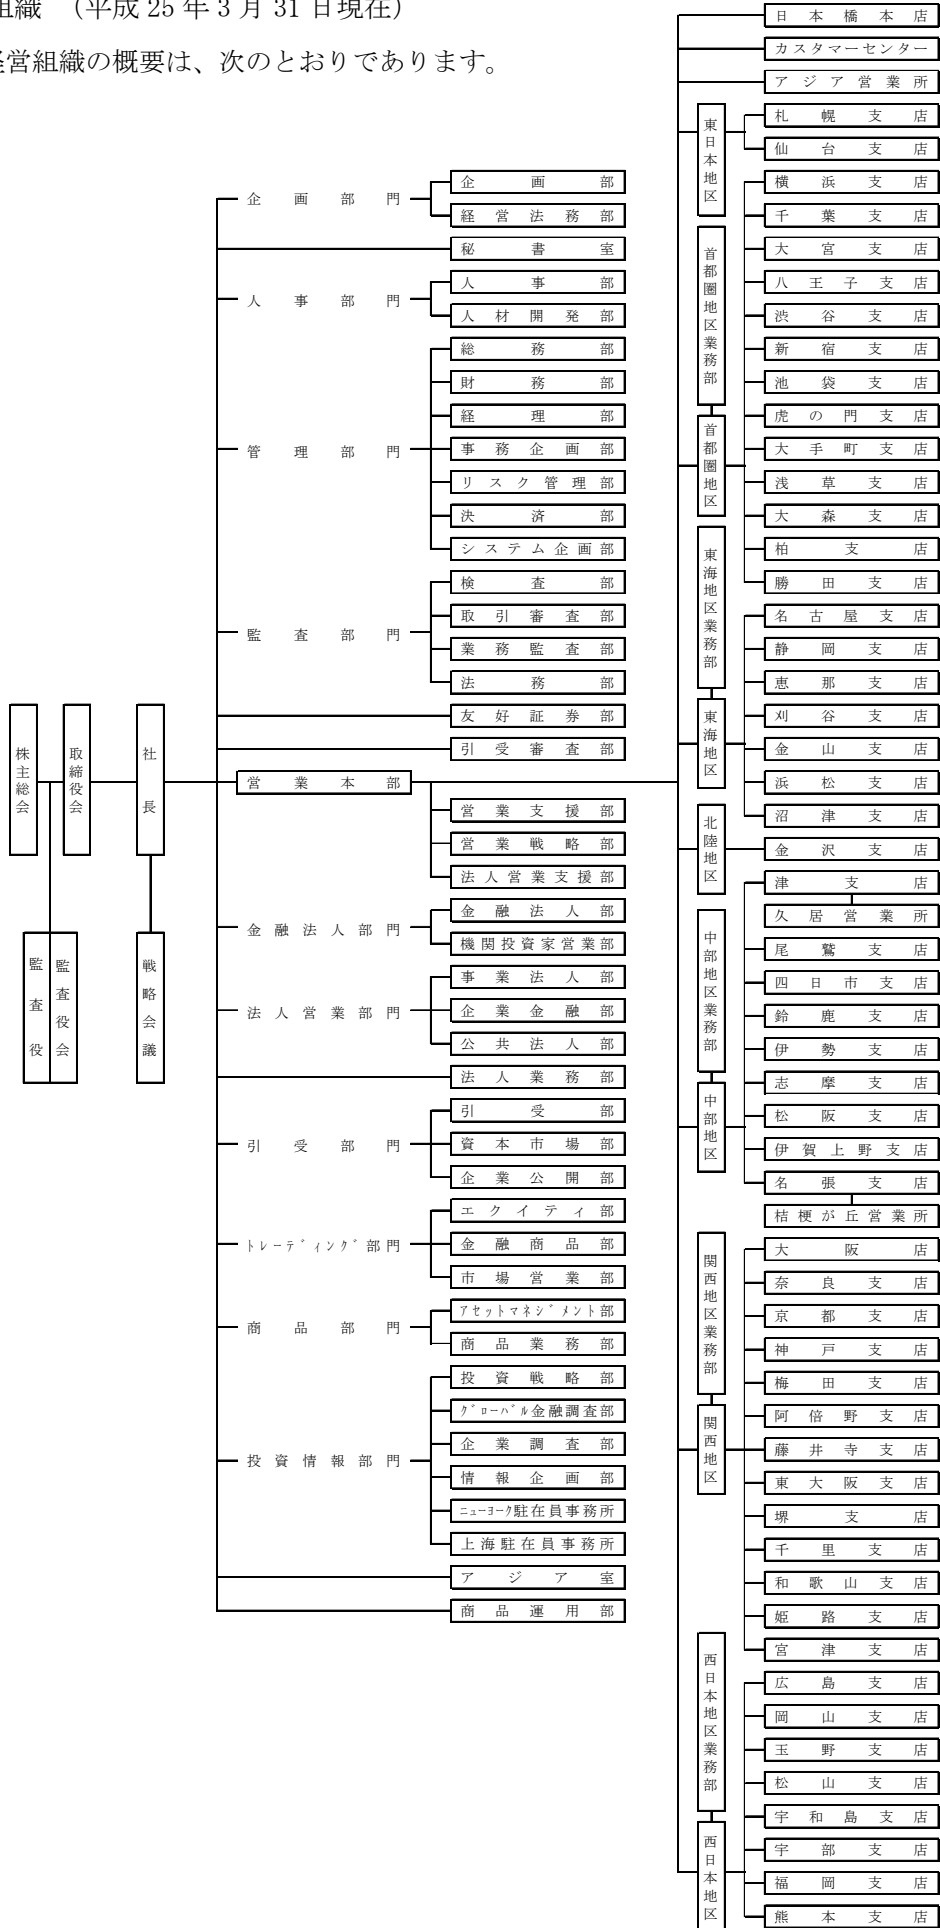 組織 （平成 25 年 3 月 31 日現在）
経営組織の概要は、次のとおりであります。
株主総会
取締役会
監査役
監査役会
社長
戦略会議
企画部門
企画部
経営法務部
秘書室
人事部門
人事部
人材開発部
管理部門
総務部
財務部
経理部
事務企画部
リスク管理部
決済部
システム企画部
監査部門
検査部
取引審査部
業務監査部
法務部
友好証券部
引受審査部
営業本部
営業支援部
営業戦略部
法人営業支援部
金融法人部門
金融法人部
機関投資家営業部
法人営業部門
事業法人部
企業金融部
公共法人部
法人業務部
引受部門
引受部
資本市場部
企業公開部
ﾄﾚｰﾃﾞｨﾝｸﾞ部門
エクイティ部
金融商品部
市場営業部
商品部門
ｱｾｯﾄﾏﾈｼﾞﾒﾝﾄ部
商品業務部
投資情報部門
投資戦略部
ｸﾞﾛｰﾊﾞﾙ金融調査部
企業調査部
情報企画部
ﾆｭｰﾖｰｸ駐在員事務所
上海駐在員事務所
アジア室
商品運用部
日本橋本店
カスタマーセンター
アジア営業所
東日本地区
札幌支店
仙台支店
首都圏地区業務部
首都圏地区
横浜支店
千葉支店
大宮支店
八王子支店
渋谷支店
新宿支店
池袋支店
虎の門支店
大手町支店
浅草支店
大森支店
柏支店
勝田支店
東海地区業務部
東海地区
名古屋支店
静岡支店
恵那支店
刈谷支店
金山支店
浜松支店
沼津支店
北陸地区
金沢支店
中部地区業務部
中部地区
津支店
久居営業所
尾鷲支店
四日市支店
鈴鹿支店
伊勢支店
志摩支店
松阪支店
伊賀上野支店
名張支店
桔梗が丘営業所
関西地区業務部
関西地区
大阪店
奈良支店
京都支店
神戸支店
梅田支店
阿倍野支店
藤井寺支店
東大阪支店
堺支店
千里支店
和歌山支店
姫路支店
宮津支店
西日本地区業務部
西日本地区
広島支店
岡山支店
玉野支店
松山支店
宇和島支店
宇部支店
福岡支店
熊本支店